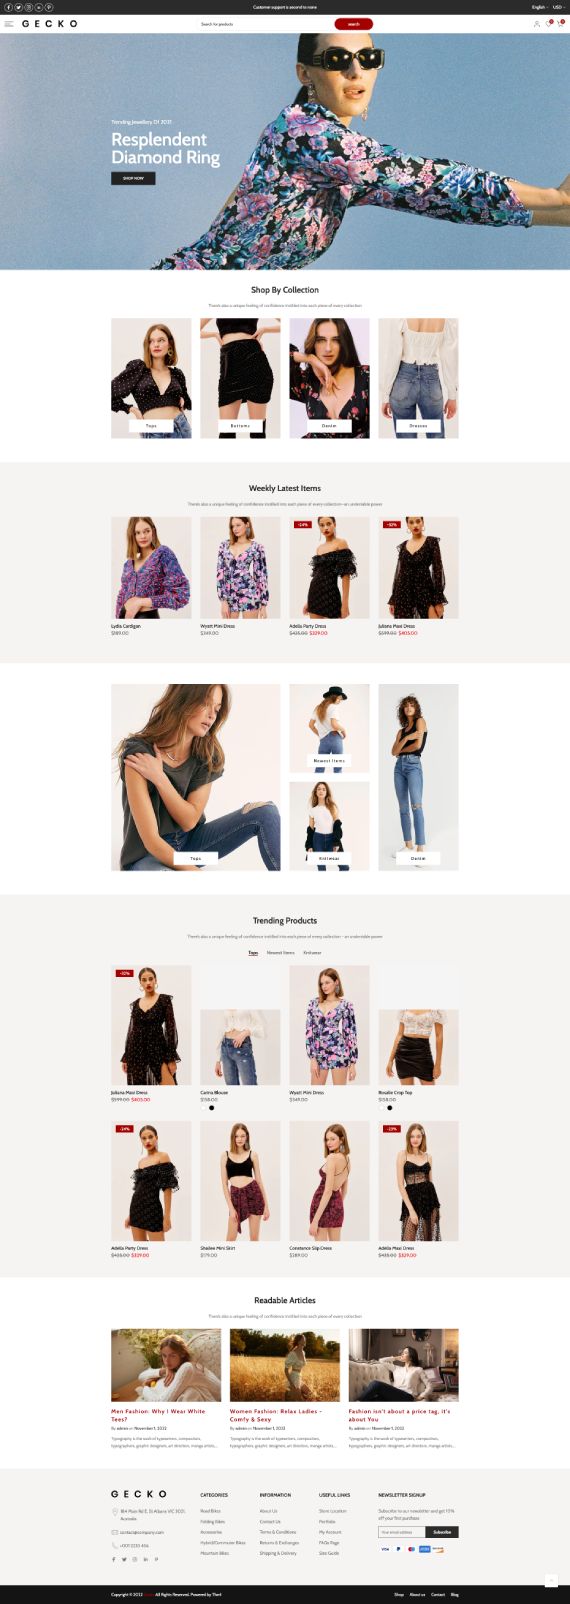 Customer support is second to none
English
USD
GECKO
Search for products
search
Trending Jewellery Of 2021
Resplendent
Diamond Ring
SHOP NOW
Shop By Collection
There's also a unique feeling of confidence instilled into each piece of every collection
Tops
Bottoms
Denim
Dresses
Weekly Latest Items
There's also a unique feeling of confidence instilled into each piece of every collection—an undeniable power
-24%
Lydia Cardigan
Wyatt Mini Dress
Adelia Party Dress
Juliana Maxi Dress
$189.00
$349.00
$435.00 $329.00
$599.00 $405.00
Newest Items
Tops
Knitwear
Denim
Trending Products
There's also a unique feeling of confidence instilled into each piece of every collection - an undeniable power
Tops
Newest Items
Knitwear
Juliana Maxi Dress
Carina Blouse
Wyatt Mini Dress
Rosalie Crop Top
$599.00 $405.00
$158.00
$349.00
$158.00
-24%
Adelia Party Dress
Shailee Mini Skirt
Constance Slip Dress
Adelia Maxi Dress
$435.00 $329.00
$179.00
$289.00
$435.00 $329.00
Readable Articles
There's also a unique feeling of confidence instilled into each piece of every collection
Men Fashion: Why I Wear White
Tees?
By admin on November 1, 2022
Typography is the work of typesetters, compositors,
typographers, graphic designers, art directors, manga artists,...
Women Fashion: Relax Ladies -
Comfy & Sexy
By admin on November 1, 2022
Typography is the work of typesetters, compositors,
typographers, graphic designers, art directors, manga artists,...
Fashion isn't about a price tag, it's
about You
By admin on November 1, 2022
Typography is the work of typesetters, compositors,
typographers, graphic designers, art directors, manga artists,...
GECKO
184 Main Rd E, St Albans VIC 3021,
Australia
contact@company.com
+001 2233 456
CATEGORIES
Road Bikes
Folding Bikes
Accessories
Hybrid/Commuter Bikes
Mountain Bikes
INFORMATION
About Us
Contact Us
Terms & Conditions
Returns & Exchanges
Shipping & Delivery
USEFUL LINKS
Store Location
Portfolio
My Account
FAQs Page
Size Guide
NEWSLETTER SIGNUP
Subscribe to our newsletter and get 10%
off your first purchase
Your email address
Subscribe
VISA
Copyright © 2022
All Rights Reserved. Powered by The4
Shop
About us
Contact
Blog